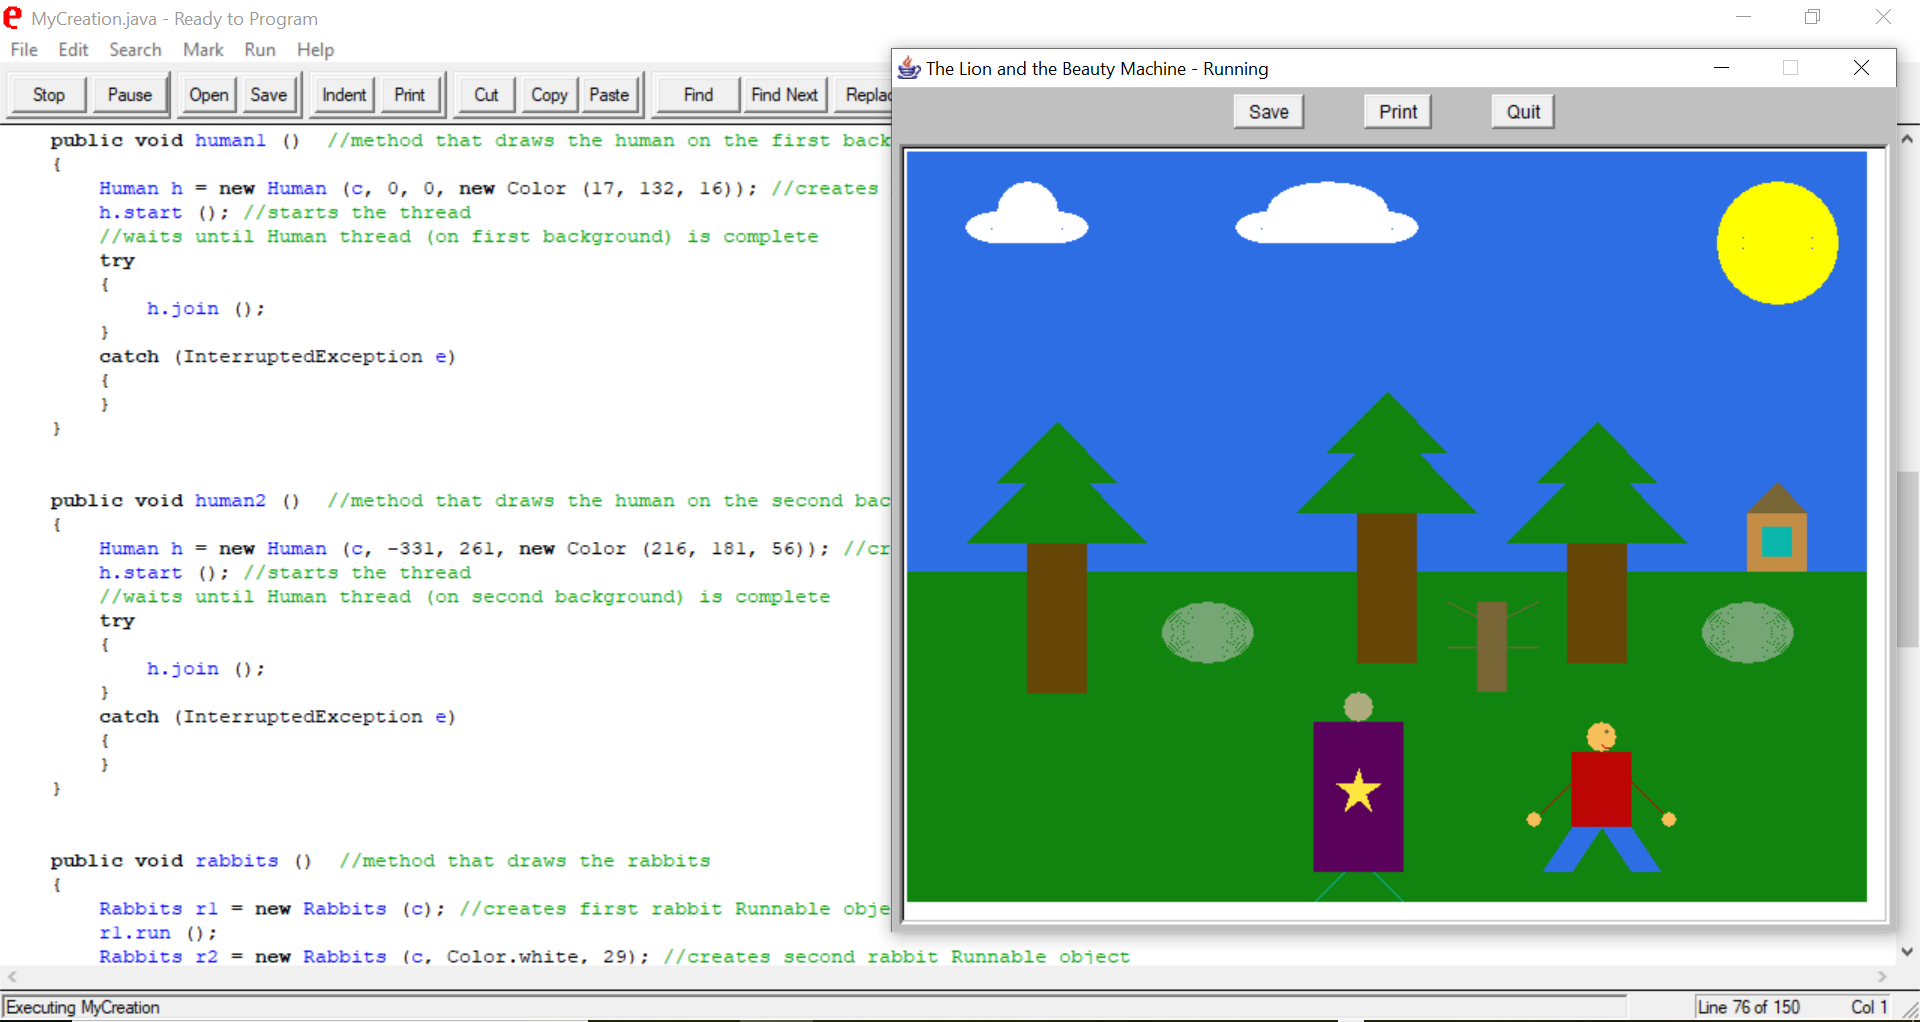 MyCreation.java - Ready to Program
File Edit Search Mark Run Help
Stop Pause Open Save Indent Print Cut Copy Paste Find Find Next Replac
public void human1 ()  //method that draws the human on the first back
{
Human h = new Human (c, 0, 0, new Color (17, 132, 16)); //creates
h.start (); //starts the thread
//waits until Human thread (on first background) is complete
try
{
h.join ();
}
catch (InterruptedException e)
{
}
}
public void human2 ()  //method that draws the human on the second bac
{
Human h = new Human (c, -331, 261, new Color (216, 181, 56)); //cr
h.start (); //starts the thread
//waits until Human thread (on second background) is complete
try
{
h.join ();
}
catch (InterruptedException e)
{
}
}
public void rabbits ()  //method that draws the rabbits
{
Rabbits r1 = new Rabbits (c); //creates first rabbit Runnable obje
r1.run ();
Rabbits r2 = new Rabbits (c, Color.white, 29); //creates second rabbit Runnable object
The Lion and the Beauty Machine - Running
Save Print Quit
Executing MyCreation
Line 76 of 150 Col 1